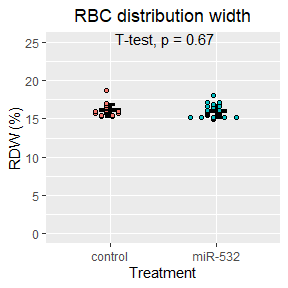 RBC distribution width
T-test, p = 0.67
25
20
15
10
5
0
RDW (%)
control
miR-532
Treatment